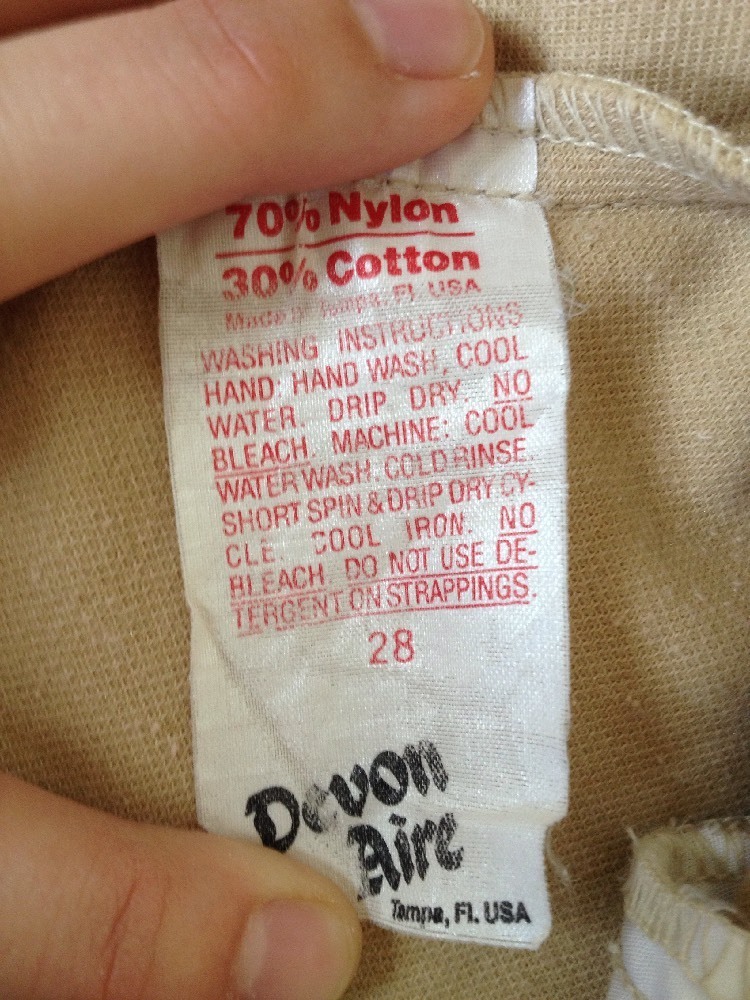 70% Nylon
30% Cotton
Made in Tampa, Fl. USA
WASHING INSTRUCTIONS
HAND: HAND WASH, COOL
WATER. DRIP DRY. NO
BLEACH. MACHINE: COOL
WATER WASH. COLD RINSE.
SHORT SPIN & DRIP DRY CY-
CLE. COOL IRON. NO
BLEACH. DO NOT USE DE-
TERGENT ON STRAPPINGS.
28
Devon
Aire
Tampa, Fl. USA